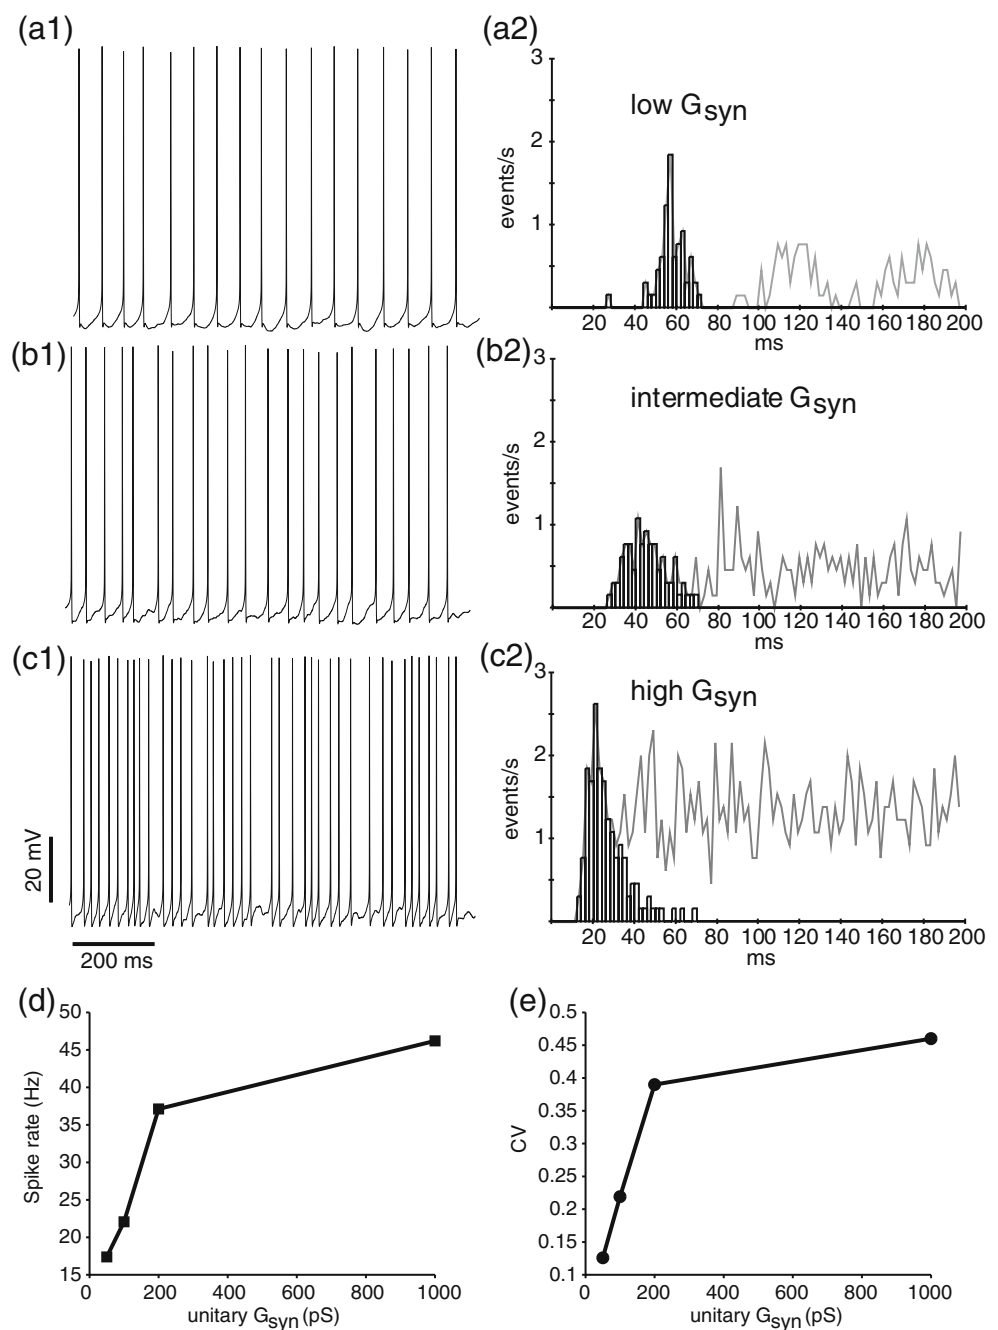 (a1)
(a2)
3
2
1
events/s
low Gsyn
20 40 60 80 100 120 140 160 180 200
ms
(b1)
(b2)
3
2
1
events/s
intermediate Gsyn
20 40 60 80 100 120 140 160 180 200
ms
(c1)
(c2)
3
2
1
events/s
high Gsyn
20 40 60 80 100 120 140 160 180 200
ms
20 mV
200 ms
(d)
50
45
40
35
30
25
20
15
Spike rate (Hz)
0 200 400 600 800 1000
unitary Gsyn (pS)
(e)
0.5
0.45
0.4
0.35
0.3
0.25
0.2
0.15
0.1
CV
0 200 400 600 800 1000
unitary Gsyn (pS)